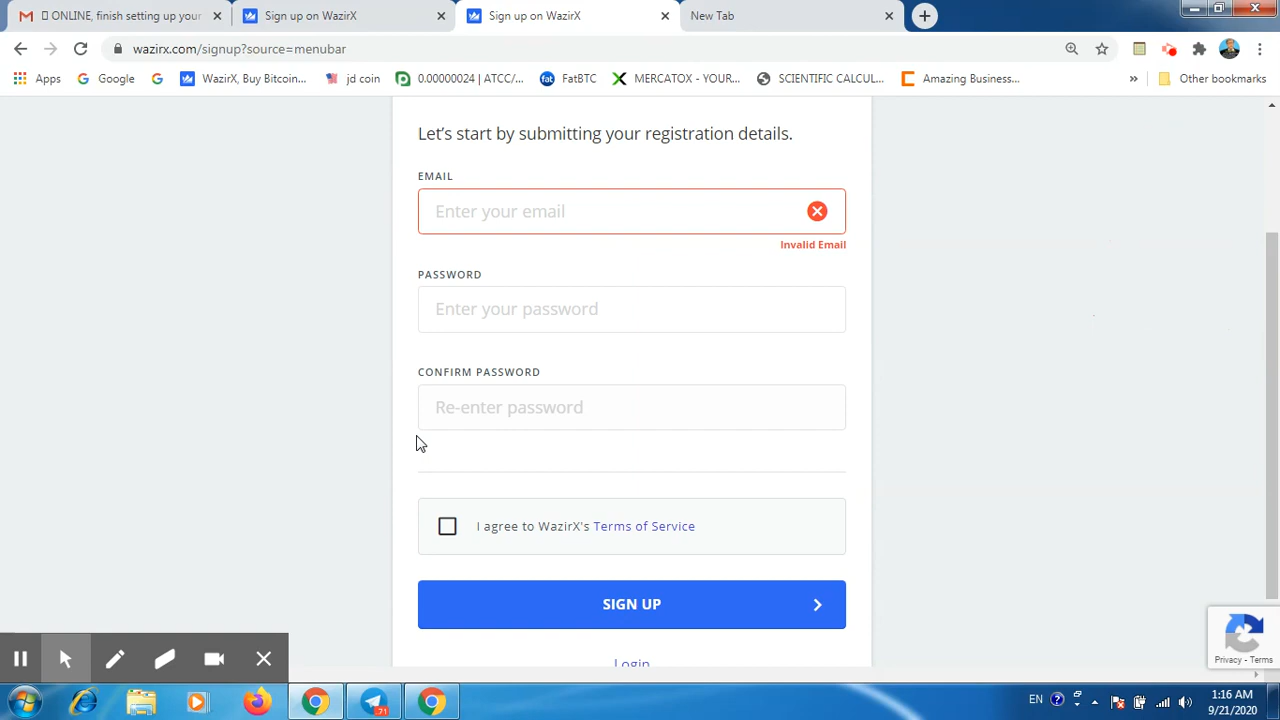 ONLINE, finish setting up your
Sign up on WazirX
Sign up on WazirX
New Tab
wazirx.com/signup?source=menubar
Apps
Google
WazirX, Buy Bitcoin...
jd coin
0.00000024 | ATCC/...
FatBTC
MERCATOX - YOUR...
SCIENTIFIC CALCUL...
Amazing Business...
»
Other bookmarks
Let's start by submitting your registration details.
EMAIL
Enter your email
Invalid Email
PASSWORD
Enter your password
CONFIRM PASSWORD
Re-enter password
I agree to WazirX's Terms of Service
SIGN UP
Login
Privacy - Terms
71
EN
1:16 AM
9/21/2020